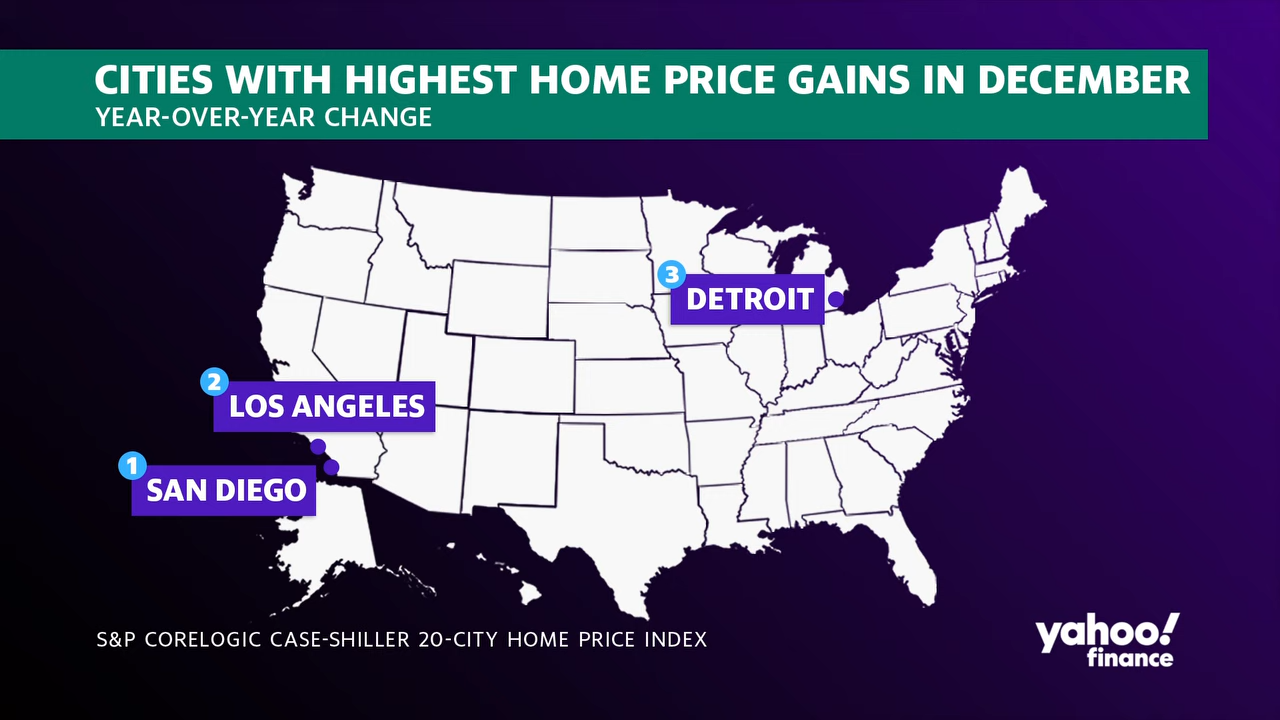 CITIES WITH HIGHEST HOME PRICE GAINS IN DECEMBER
YEAR-OVER-YEAR CHANGE
3
DETROIT
2
LOS ANGELES
1
SAN DIEGO
S&P CORELOGIC CASE-SHILLER 20-CITY HOME PRICE INDEX
yahoo!
finance